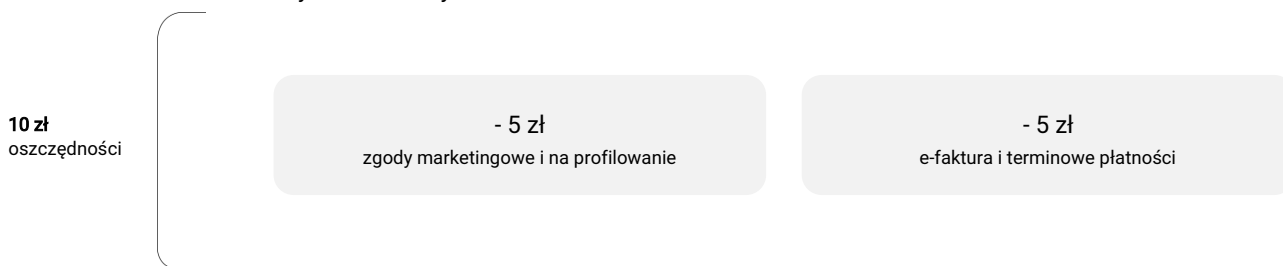 10 zł
oszczędności
- 5 zł
zgody marketingowe i na profilowanie
- 5 zł
e-faktura i terminowe płatności